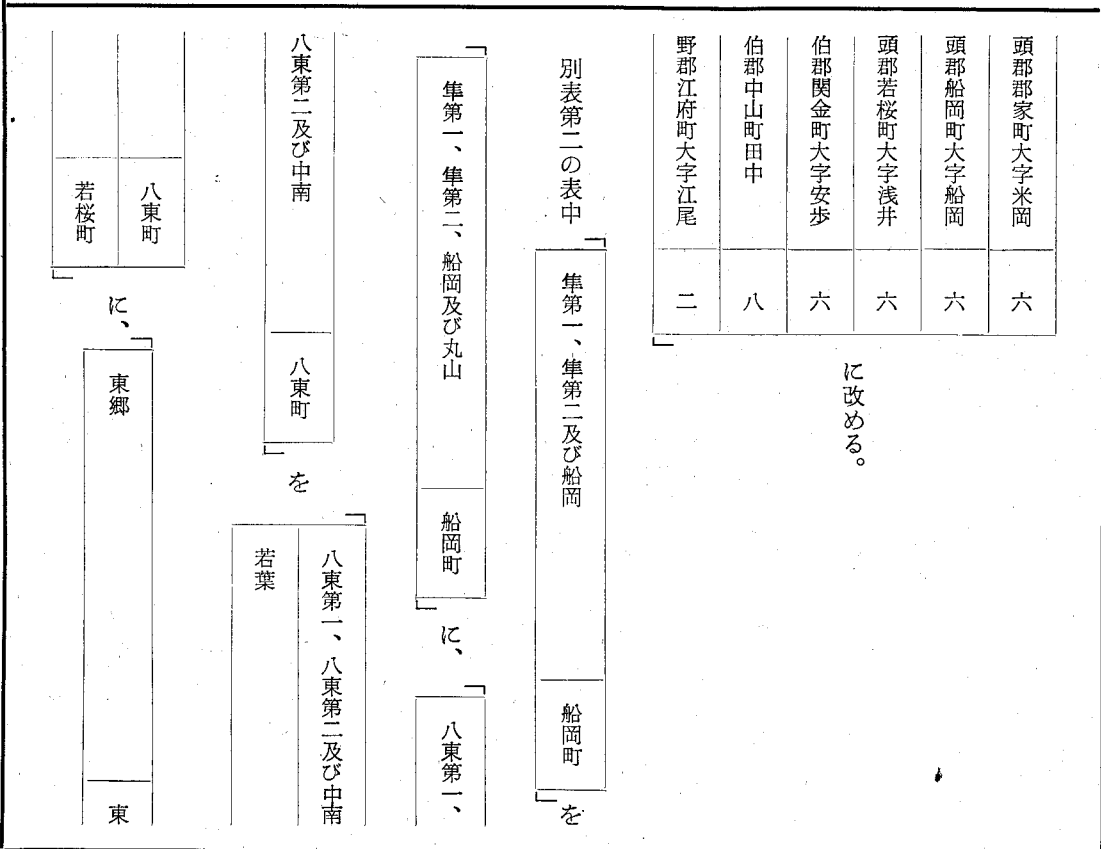 頭郡郡家町大字米岡 六
頭郡船岡町大字船岡 六
頭郡若桜町大字浅井 六
伯郡関金町大字安歩 六
伯郡中山町田中 八
野郡江府町大字江尾 二
」に改める。
別表第二の表中「隼第一、隼第二及び船岡 船岡町」を
「隼第一、隼第二、船岡及び丸山 船岡町」に、「八東第一、
八東第二及び中南 八東町」を「八東第一、八東第二及び中南
若葉
八東町
若桜町」に、「東郷 東